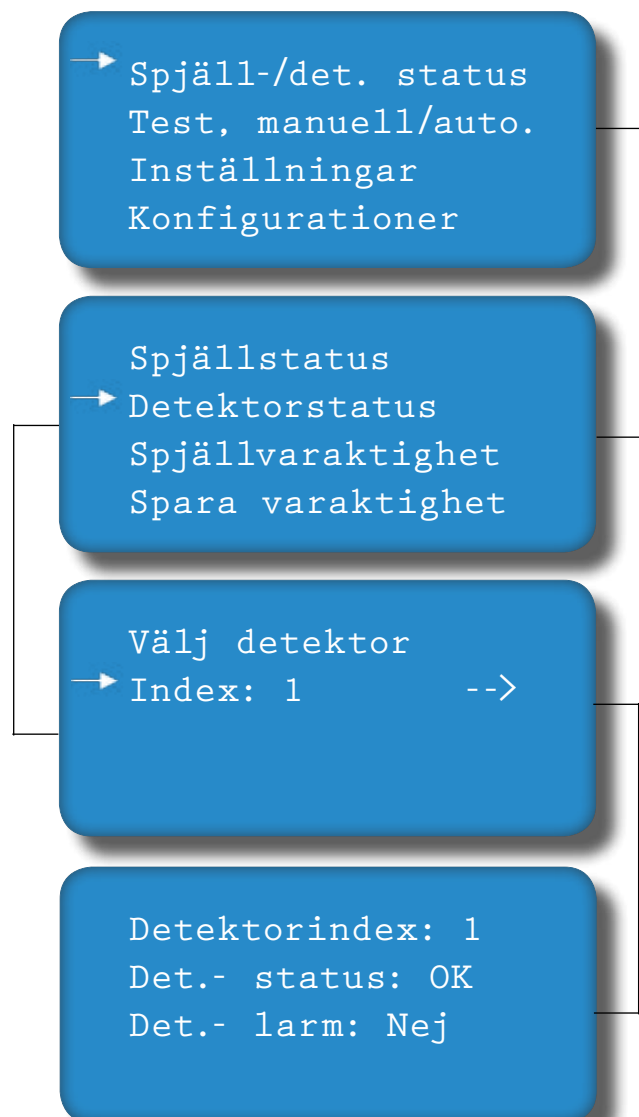 Spjäll-/det. status
Test, manuell/auto.
Inställningar
Konfigurationer
Spjällstatus
Detektorstatus
Spjällvaraktighet
Spara varaktighet
Välj detektor
Index: 1 -->
Detektorindex: 1
Det.- status: OK
Det.- larm: Nej